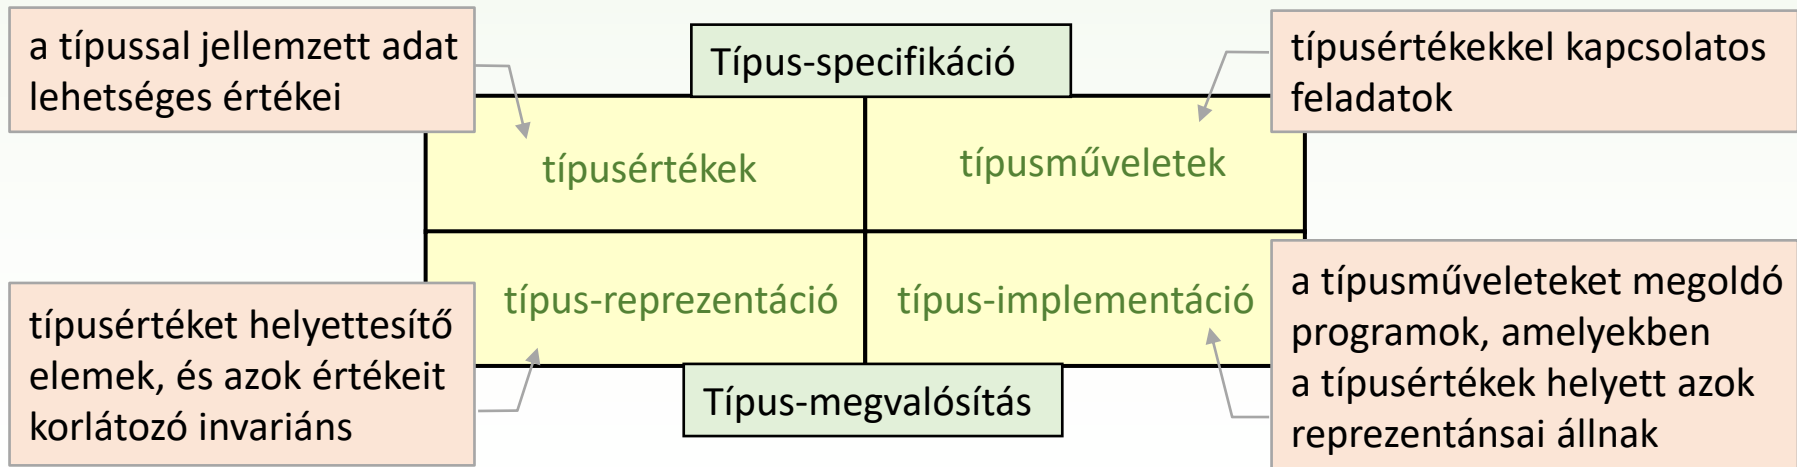 a típussal jellemzett adat
lehetséges értékei
Típus-specifikáció
típusértékekkel kapcsolatos
feladatok
típusértékek
típusműveletek
típus-reprezentáció
típus-implementáció
típusértéket helyettesítő
elemek, és azok értékeit
korlátozó invariáns
Típus-megvalósítás
a típusműveleteket megoldó
programok, amelyekben
a típusértékek helyett azok
reprezentánsai állnak